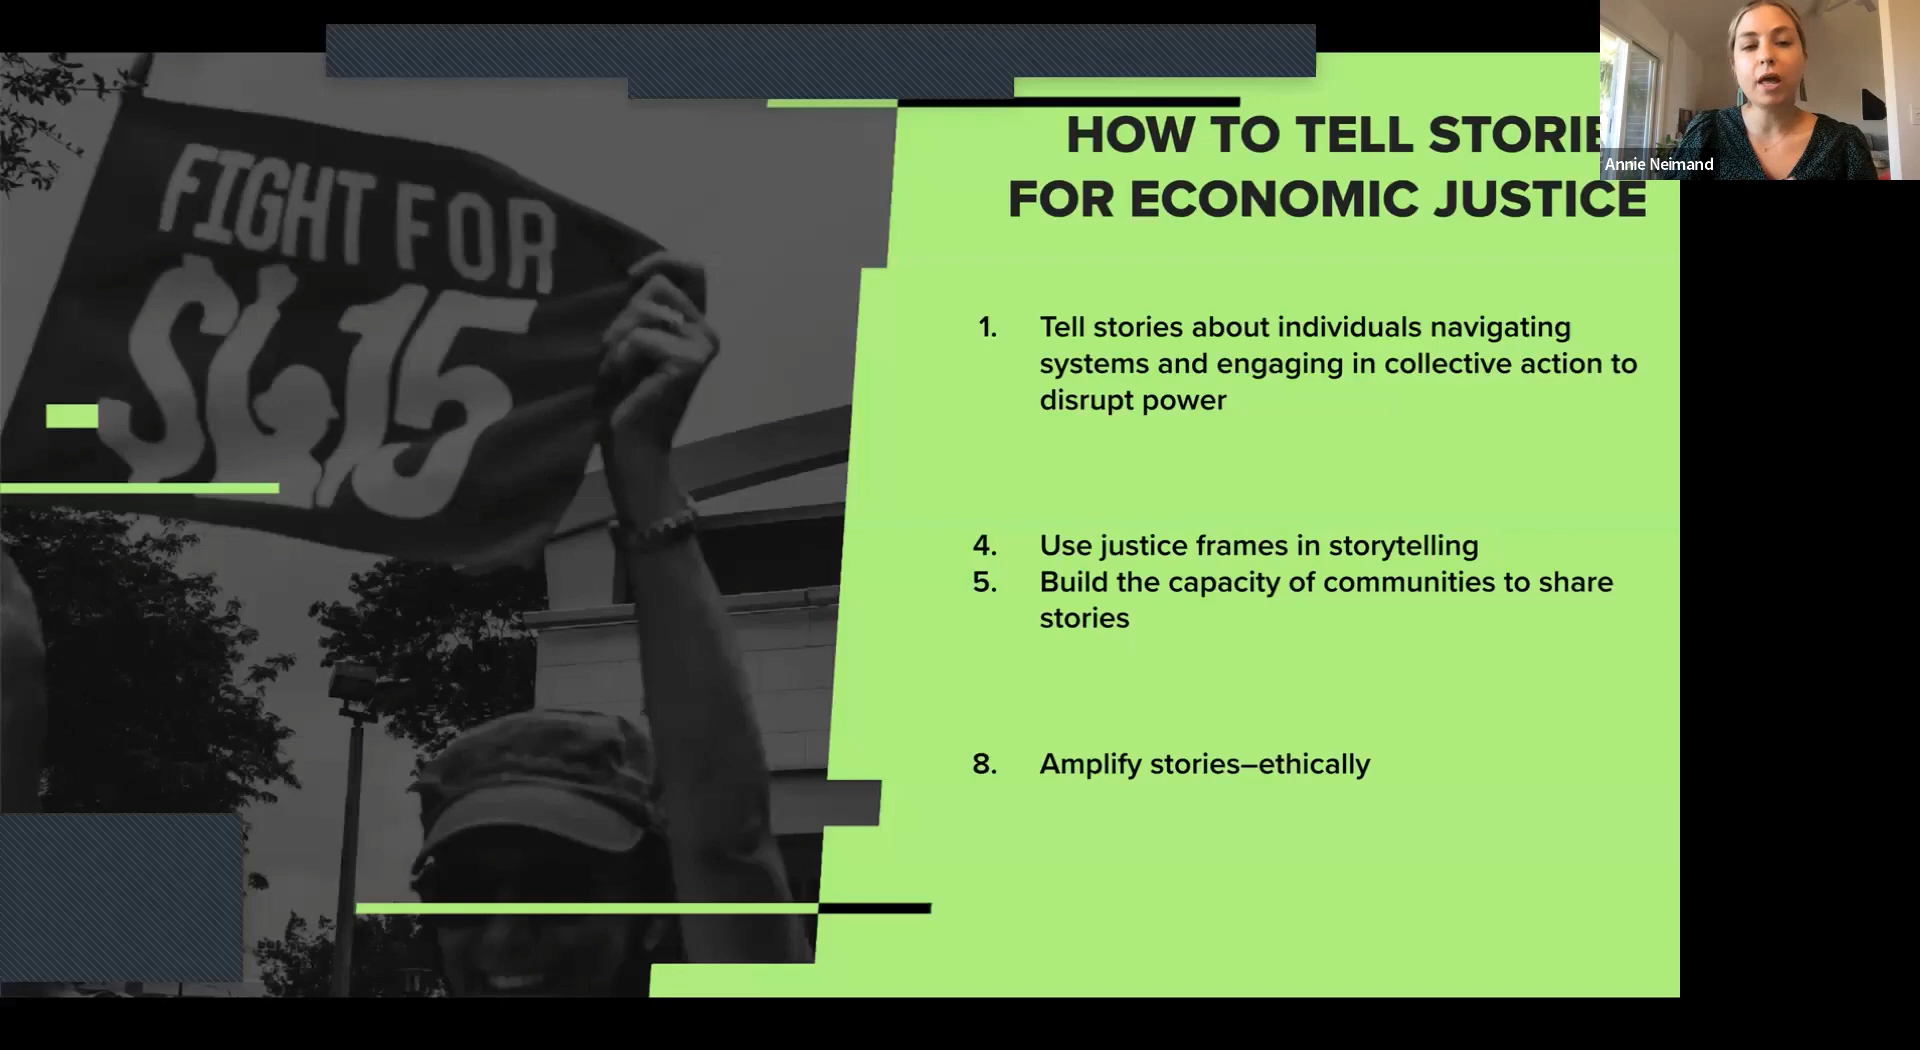 FIGHT FOR
$15
HOW TO TELL STORIE
FOR ECONOMIC JUSTICE
Annie Neimand
1. Tell stories about individuals navigating
systems and engaging in collective action to
disrupt power
4. Use justice frames in storytelling
5. Build the capacity of communities to share
stories
8. Amplify stories–ethically